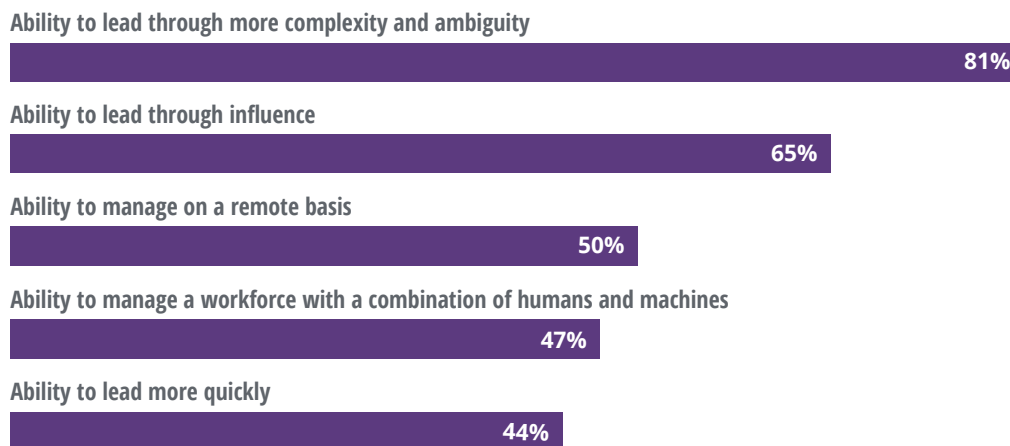 Ability to lead through more complexity and ambiguity
81%
Ability to lead through influence
65%
Ability to manage on a remote basis
50%
Ability to manage a workforce with a combination of humans and machines
47%
Ability to lead more quickly
44%